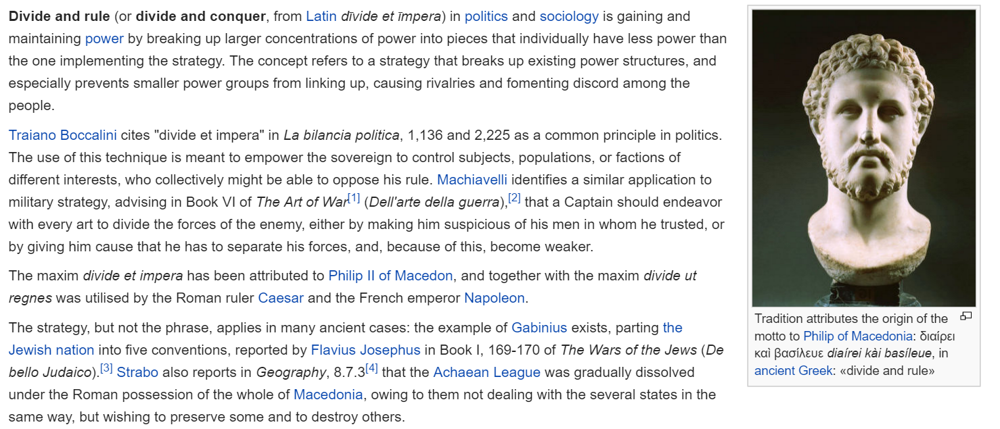 Divide and rule (or divide and conquer, from Latin dīvide et īmpera) in politics and sociology is gaining and
maintaining power by breaking up larger concentrations of power into pieces that individually have less power than
the one implementing the strategy. The concept refers to a strategy that breaks up existing power structures, and
especially prevents smaller power groups from linking up, causing rivalries and fomenting discord among the
people.
Traiano Boccalini cites "divide et impera" in La bilancia politica, 1,136 and 2,225 as a common principle in politics.
The use of this technique is meant to empower the sovereign to control subjects, populations, or factions of
different interests, who collectively might be able to oppose his rule. Machiavelli identifies a similar application to
military strategy, advising in Book VI of The Art of War[1] (Dell'arte della guerra),[2] that a Captain should endeavor
with every art to divide the forces of the enemy, either by making him suspicious of his men in whom he trusted, or
by giving him cause that he has to separate his forces, and, because of this, become weaker.
The maxim divide et impera has been attributed to Philip II of Macedon, and together with the maxim divide ut
regnes was utilised by the Roman ruler Caesar and the French emperor Napoleon.
The strategy, but not the phrase, applies in many ancient cases: the example of Gabinius exists, parting the
Jewish nation into five conventions, reported by Flavius Josephus in Book I, 169-170 of The Wars of the Jews (De
bello Judaico).[3] Strabo also reports in Geography, 8.7.3[4] that the Achaean League was gradually dissolved
under the Roman possession of the whole of Macedonia, owing to them not dealing with the several states in the
same way, but wishing to preserve some and to destroy others.
Tradition attributes the origin of the
motto to Philip of Macedonia: διαίρει
καὶ βασίλευε diaírei kài basíleue, in
ancient Greek: «divide and rule»